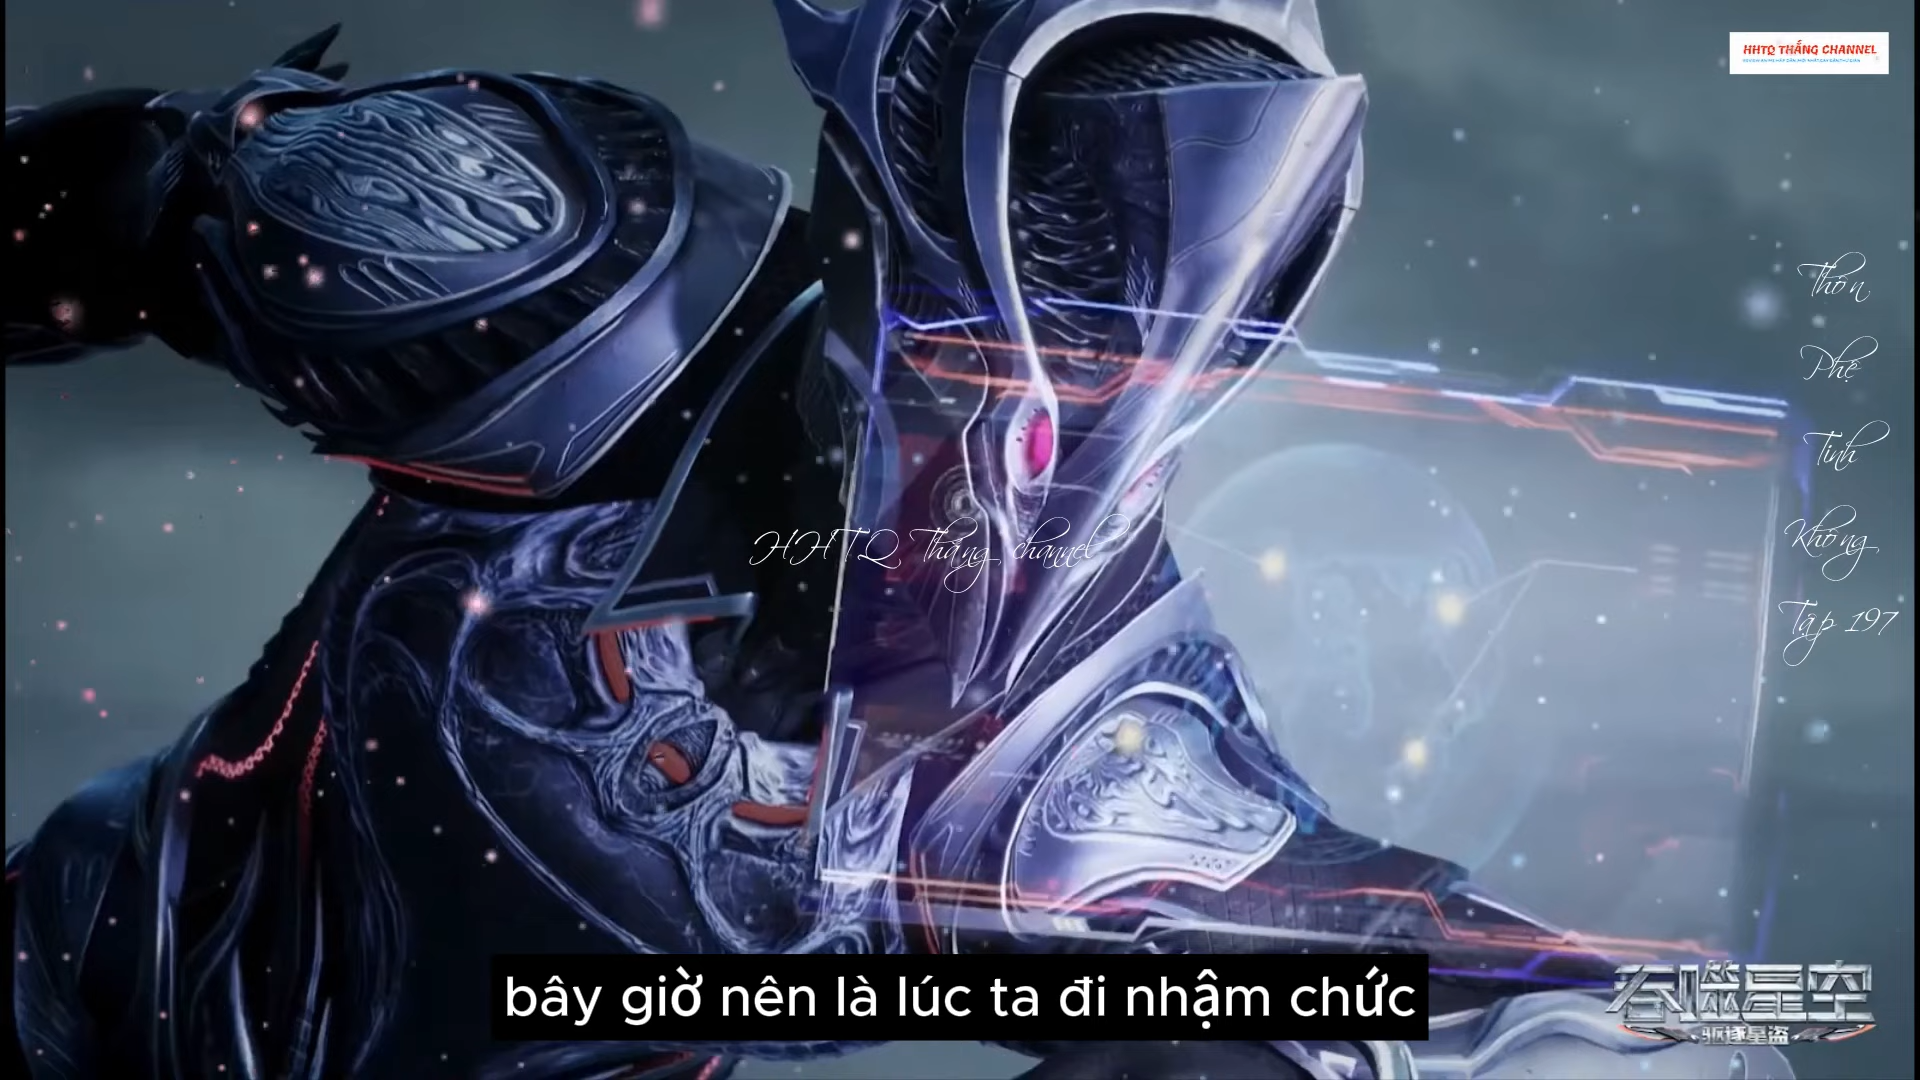 HHTQ THẮNG CHANNEL
Thôn
Phệ
Tinh
Không
Tập 197
HHTQ Thắng channel
bây giờ nên là lúc ta đi nhậm chức
吞噬星空
驱逐星盗